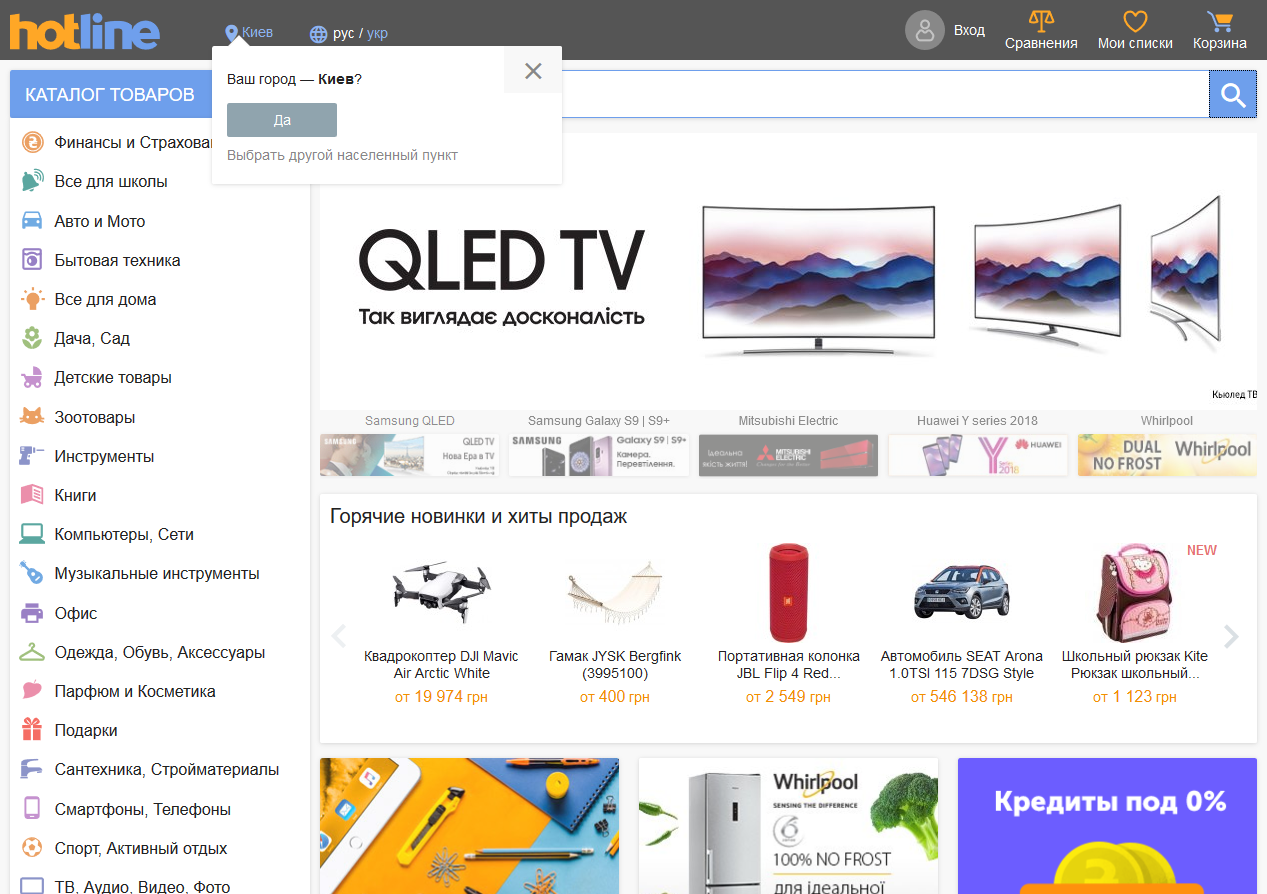 hotline
Киев
рус / укр
Вход
Сравнения
Мои списки
Корзина
Ваш город — Киев?
Да
Выбрать другой населенный пункт
КАТАЛОГ ТОВАРОВ
Финансы и Страхова
Все для школы
Авто и Мото
Бытовая техника
Все для дома
Дача, Сад
Детские товары
Зоотовары
Инструменты
Книги
Компьютеры, Сети
Музыкальные инструменты
Офис
Одежда, Обувь, Аксессуары
Парфюм и Косметика
Подарки
Сантехника, Стройматериалы
Смартфоны, Телефоны
Спорт, Активный отдых
ТВ, Аудио, Видео, Фото
QLED TV
Так виглядає досконалість
Кьюлед ТВ
Samsung QLED
Samsung Galaxy S9 | S9+
Mitsubishi Electric
Huawei Y series 2018
Whirlpool
SAMSUNG
QLED TV
Нова Ера в TV
SAMSUNG
Galaxy S9 | S9+
Камера.
Перевтілення.
Ідеальна
якість життя!
MITSUBISHI
ELECTRIC
Changes for the Better
Y
Series
2018
HUAWEI
DUAL
NO FROST
Whirlpool
Горячие новинки и хиты продаж
Квадрокоптер DJI Mavic
Air Arctic White
от 19 974 грн
Гамак JYSK Bergfink
(3995100)
от 400 грн
Портативная колонка
JBL Flip 4 Red...
от 2 549 грн
Автомобиль SEAT Arona
1.0TSI 115 7DSG Style
от 546 138 грн
NEW
Школьный рюкзак Kite
Рюкзак школьный...
от 1 123 грн
Whirlpool
SENSING THE DIFFERENCE
6
100% NO FROST
для ідеальної
Кредиты под 0%